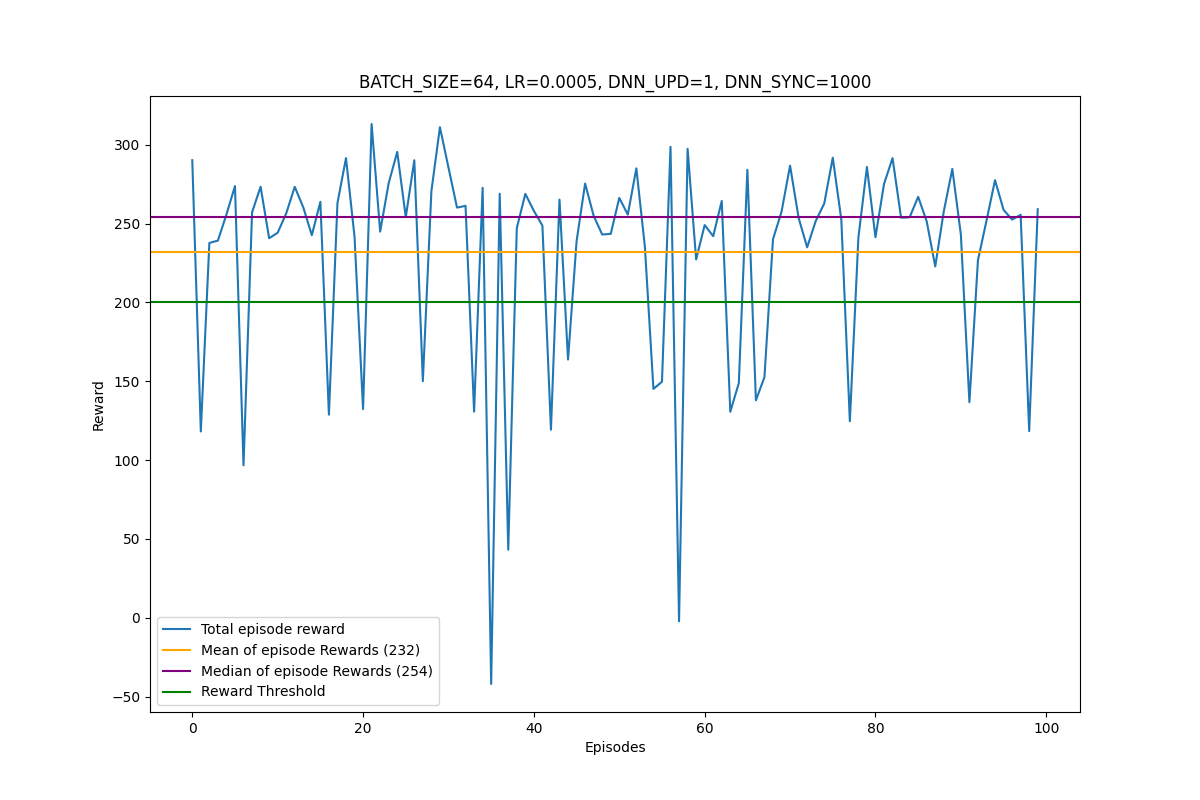 BATCH_SIZE=64, LR=0.0005, DNN_UPD=1, DNN_SYNC=1000
300
250
200
150
100
50
0
−50
Reward
Total episode reward
Mean of episode Rewards (232)
Median of episode Rewards (254)
Reward Threshold
0 20 40 60 80 100
Episodes